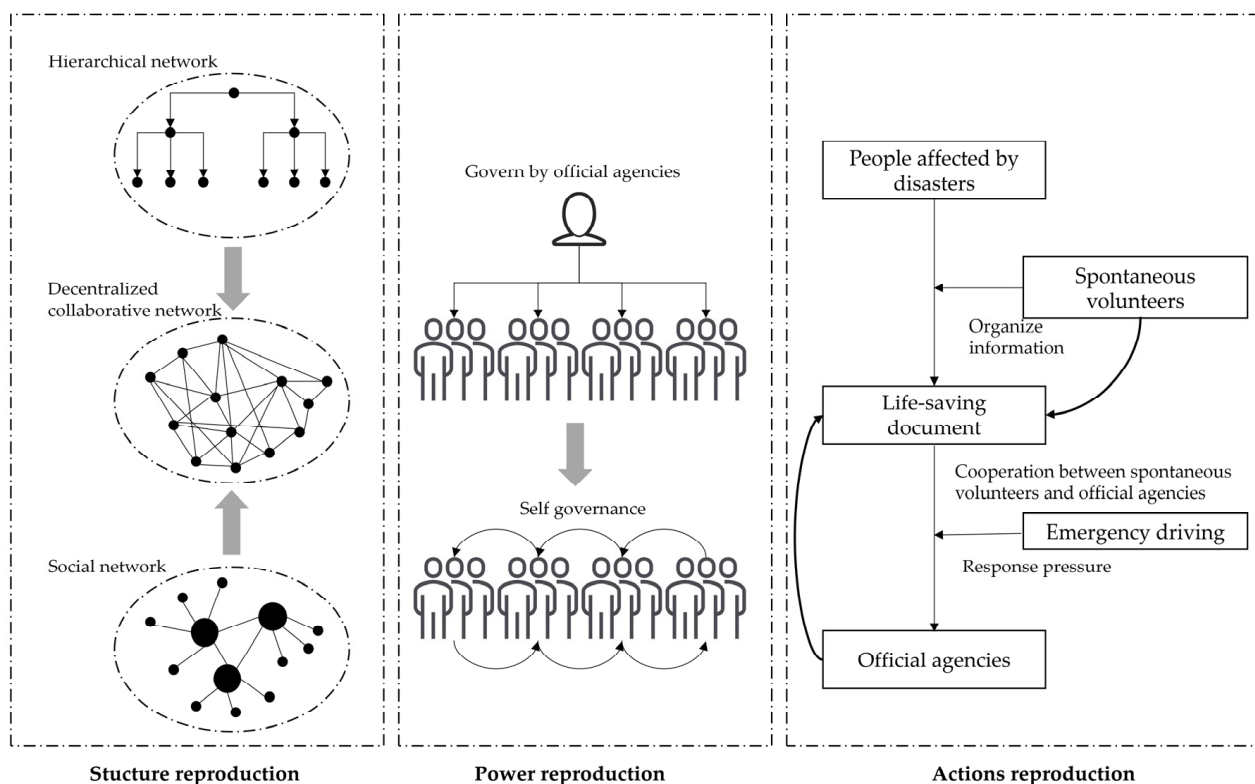 Hierarchical network
Decentralized
collaborative network
Social network
Stucture reproduction
Govern by official agencies
Self governance
Power reproduction
People affected by
disasters
Spontaneous
volunteers
Organize
information
Life-saving
document
Cooperation between spontaneous
volunteers and official agencies
Emergency driving
Response pressure
Official agencies
Actions reproduction